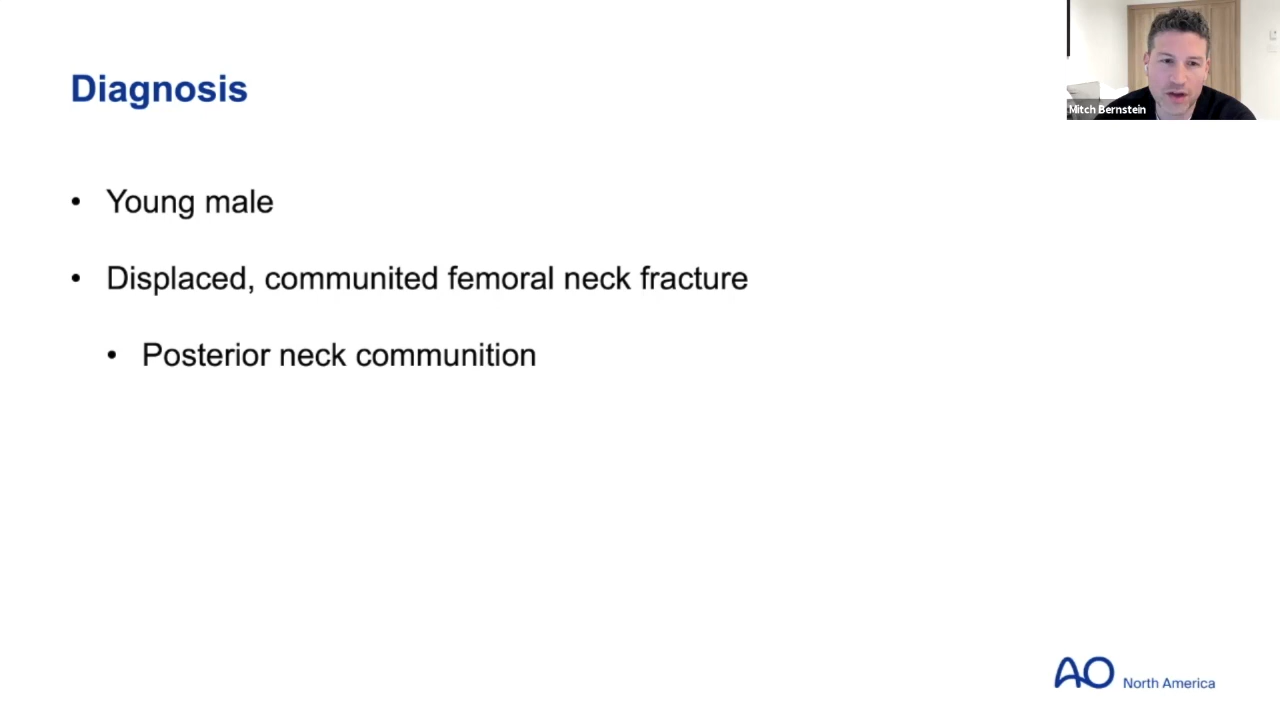 Diagnosis
Mitch Bernstein
• Young male
• Displaced, communited femoral neck fracture
• Posterior neck communition
AO North America